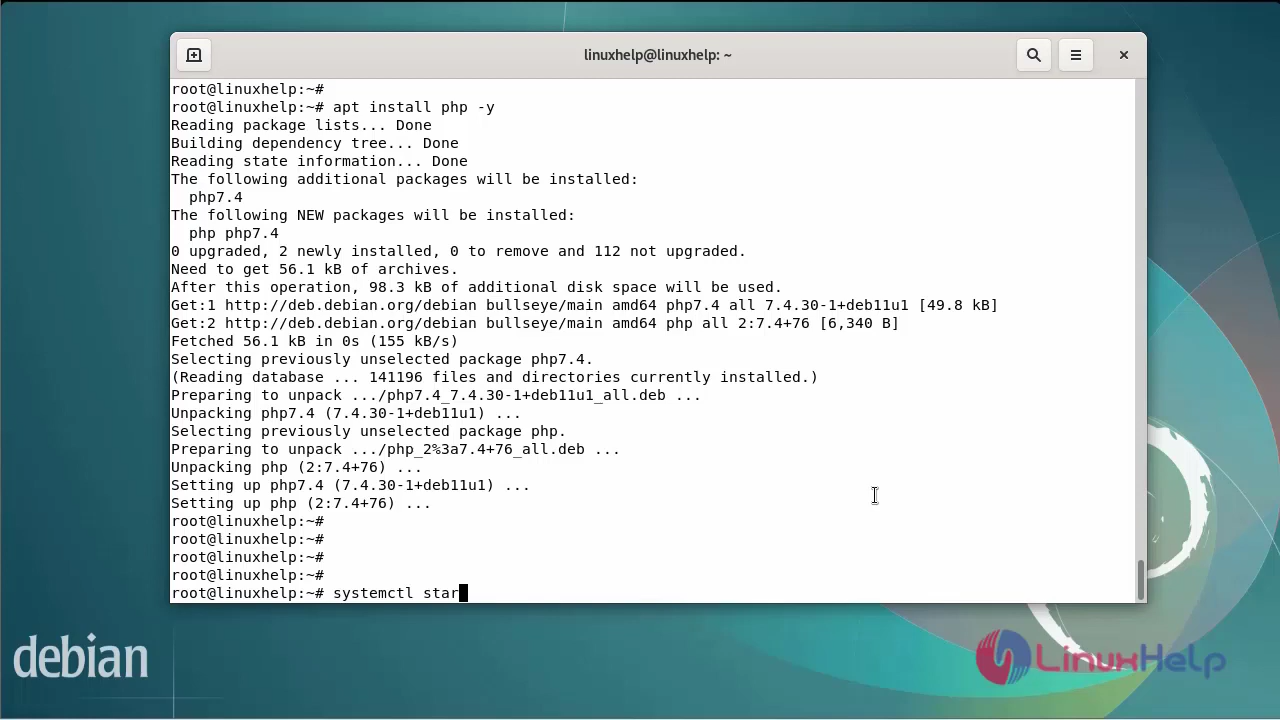 linuxhelp@linuxhelp: ~
root@linuxhelp:~#
root@linuxhelp:~# apt install php -y
Reading package lists... Done
Building dependency tree... Done
Reading state information... Done
The following additional packages will be installed:
  php7.4
The following NEW packages will be installed:
  php php7.4
0 upgraded, 2 newly installed, 0 to remove and 112 not upgraded.
Need to get 56.1 kB of archives.
After this operation, 98.3 kB of additional disk space will be used.
Get:1 http://deb.debian.org/debian bullseye/main amd64 php7.4 all 7.4.30-1+deb11u1 [49.8 kB]
Get:2 http://deb.debian.org/debian bullseye/main amd64 php all 2:7.4+76 [6,340 B]
Fetched 56.1 kB in 0s (155 kB/s)
Selecting previously unselected package php7.4.
(Reading database ... 141196 files and directories currently installed.)
Preparing to unpack .../php7.4_7.4.30-1+deb11u1_all.deb ...
Unpacking php7.4 (7.4.30-1+deb11u1) ...
Selecting previously unselected package php.
Preparing to unpack .../php_2%3a7.4+76_all.deb ...
Unpacking php (2:7.4+76) ...
Setting up php7.4 (7.4.30-1+deb11u1) ...
Setting up php (2:7.4+76) ...
root@linuxhelp:~#
root@linuxhelp:~#
root@linuxhelp:~#
root@linuxhelp:~#
root@linuxhelp:~# systemctl star
debian
LinuxHelp